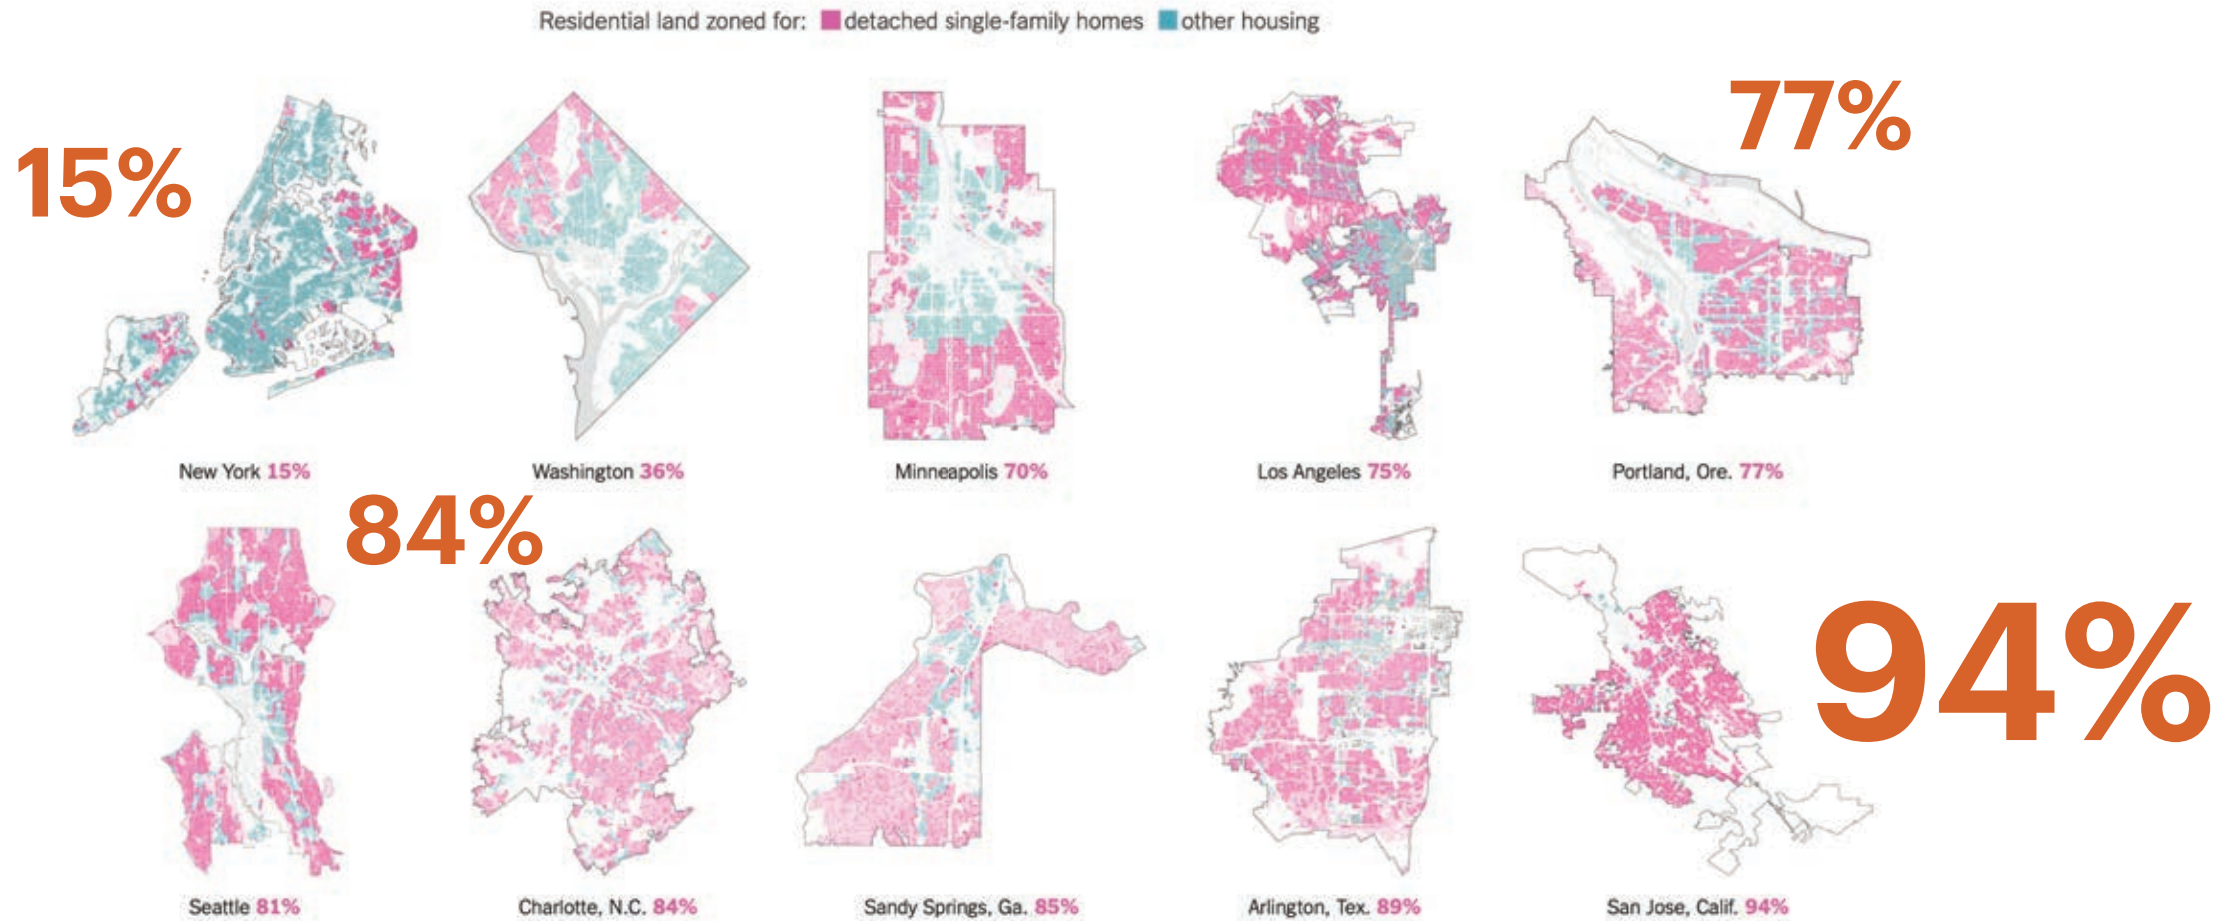 Residential land zoned for: detached single-family homes other housing
15%
77%
New York 15%
Washington 36%
Minneapolis 70%
Los Angeles 75%
Portland, Ore. 77%
84%
94%
Seattle 81%
Charlotte, N.C. 84%
Sandy Springs, Ga. 85%
Arlington, Tex. 89%
San Jose, Calif. 94%